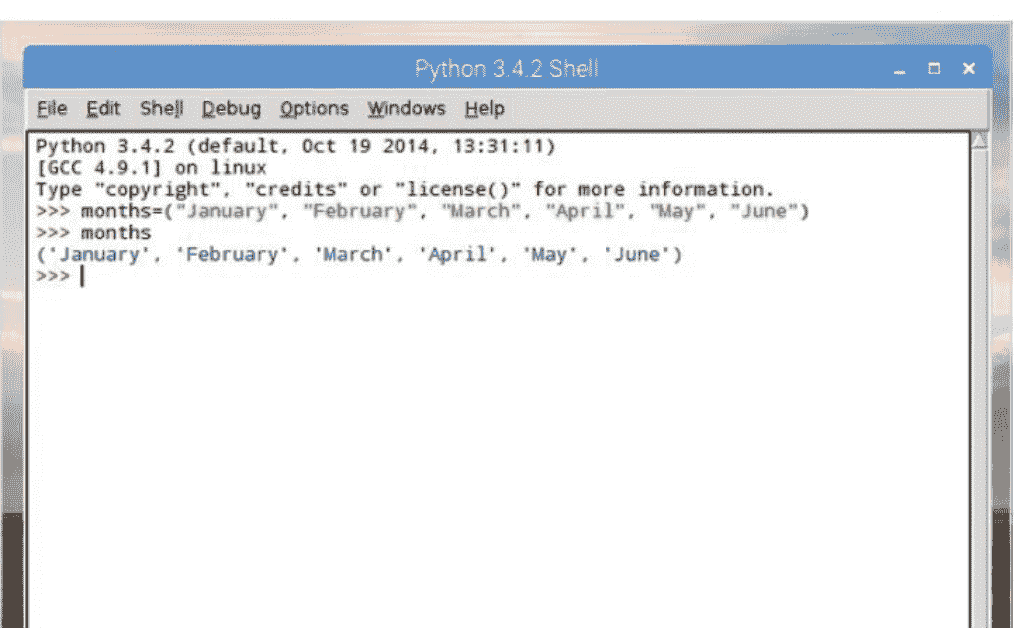 Python 3.4.2 Shell
File Edit Shell Debug Options Windows Help
Python 3.4.2 (default, Oct 19 2014, 13:31:11)
[GCC 4.9.1] on linux
Type "copyright", "credits" or "license()" for more information.
>>> months=("January", "February", "March", "April", "May", "June")
>>> months
('January', 'February', 'March', 'April', 'May', 'June')
>>>